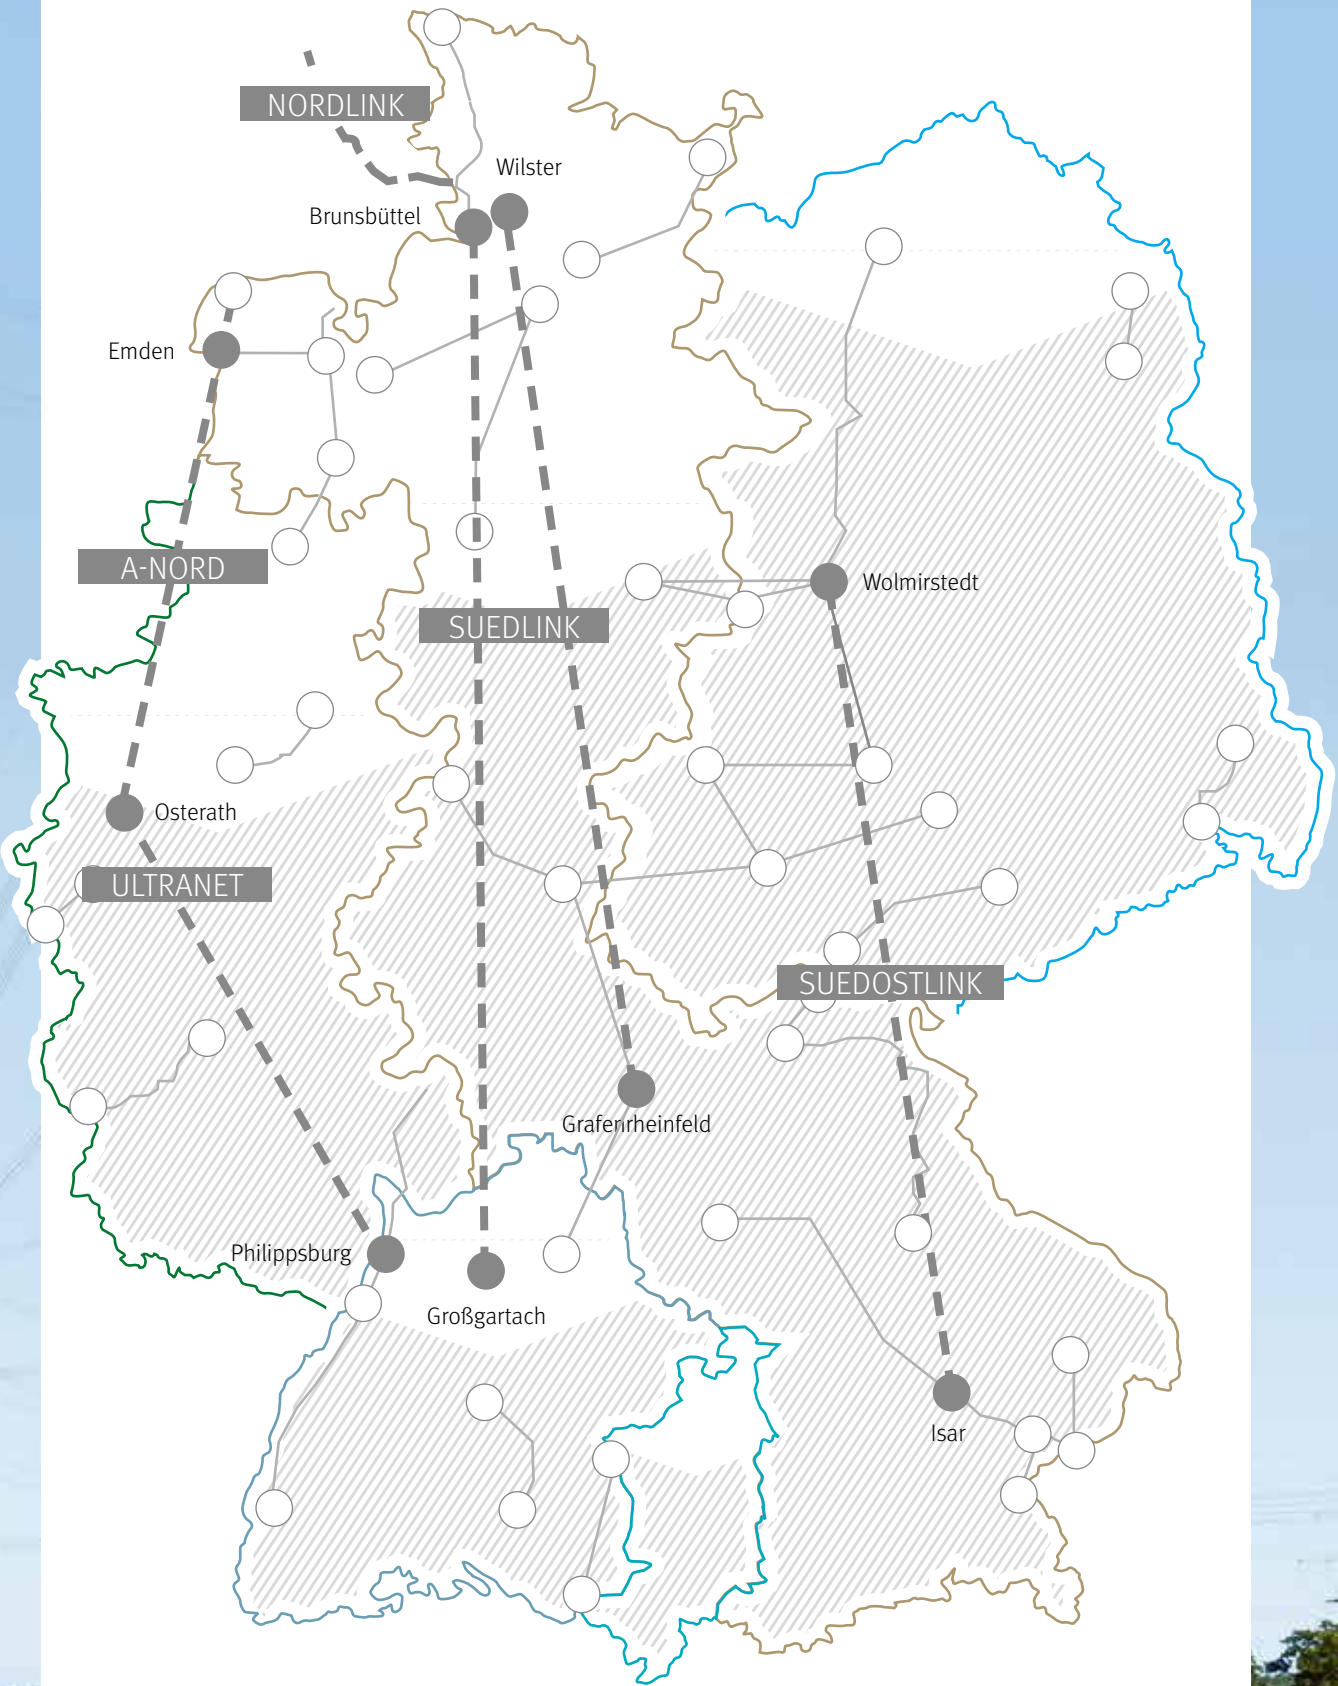 NORDLINK
Wilster
Brunsbüttel
Emden
A-NORD
Wolmirstedt
SUEDLINK
Osterath
ULTRANET
SUEDOSTLINK
Grafenrheinfeld
Philippsburg
Großgartach
Isar